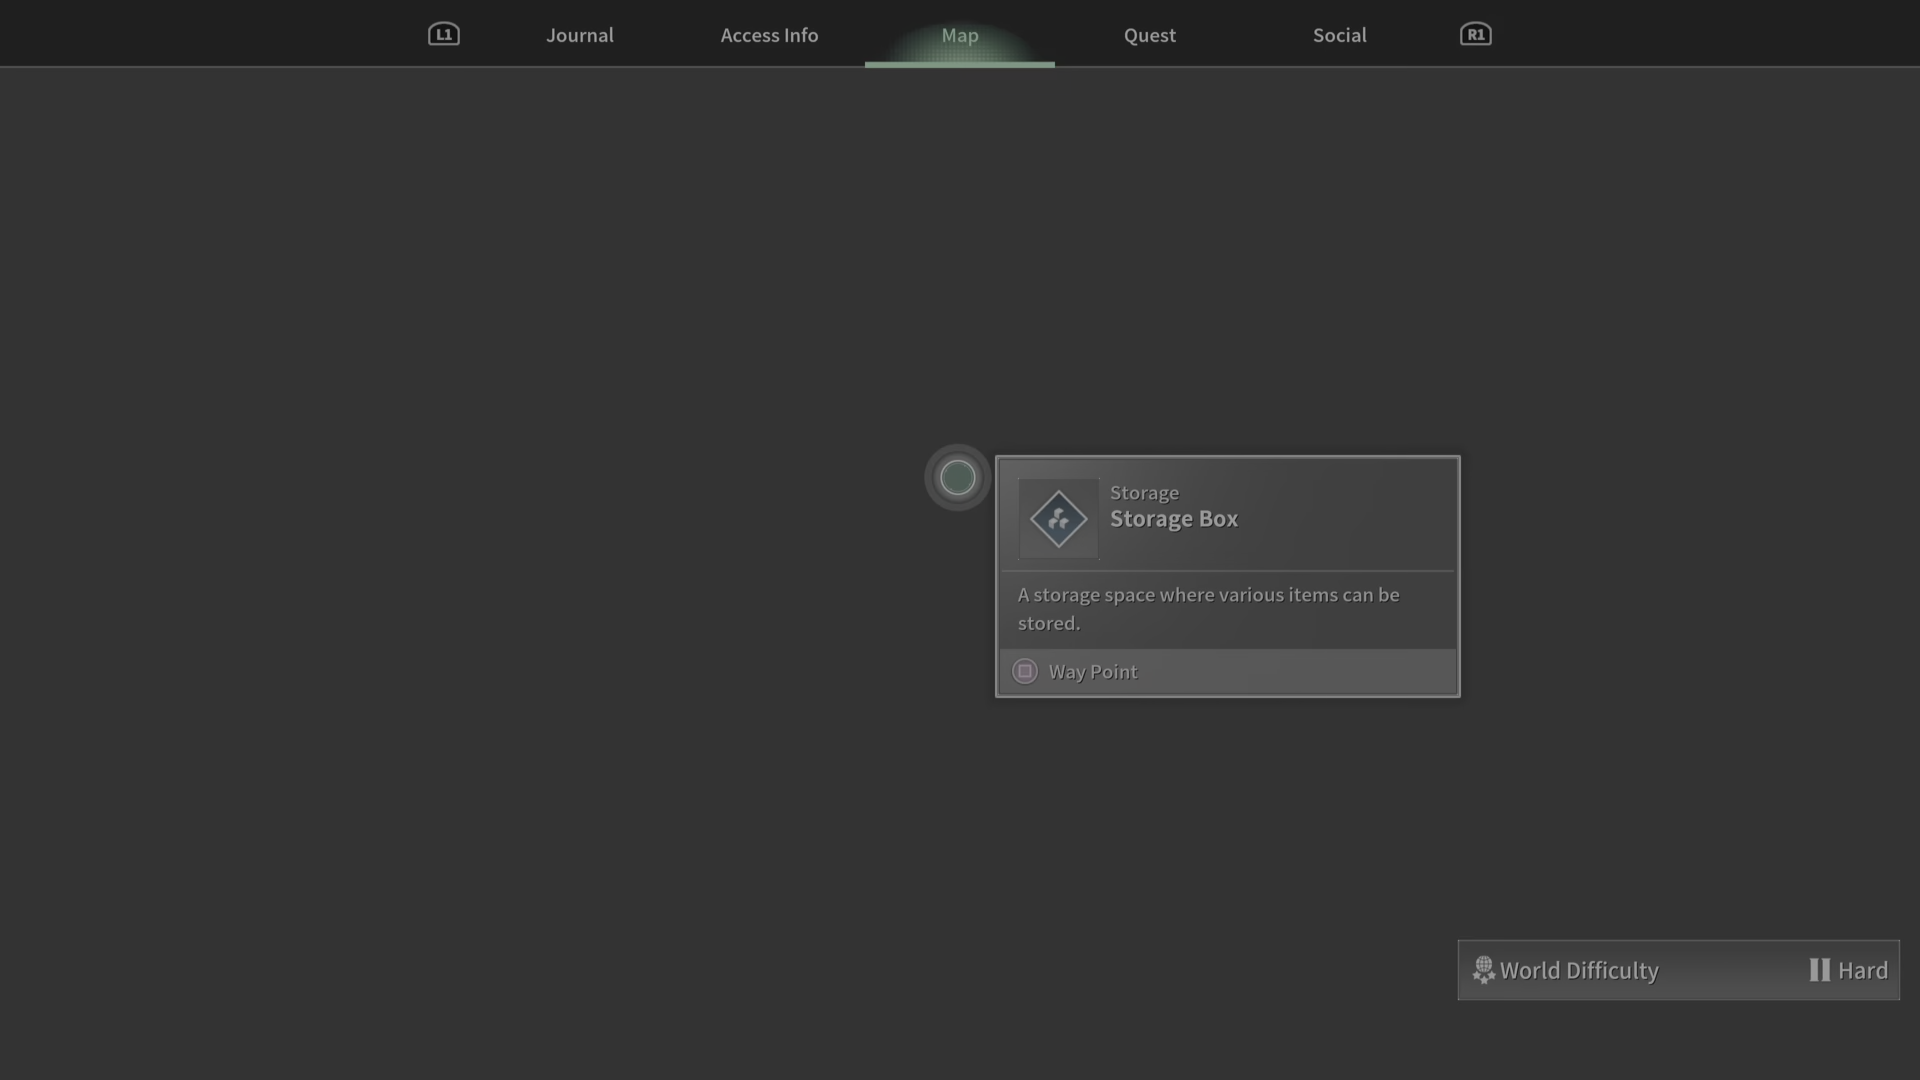 L1 Journal Access Info Map Quest Social R1
Storage
Storage Box
A storage space where various items can be
stored.
Way Point
World Difficulty Hard